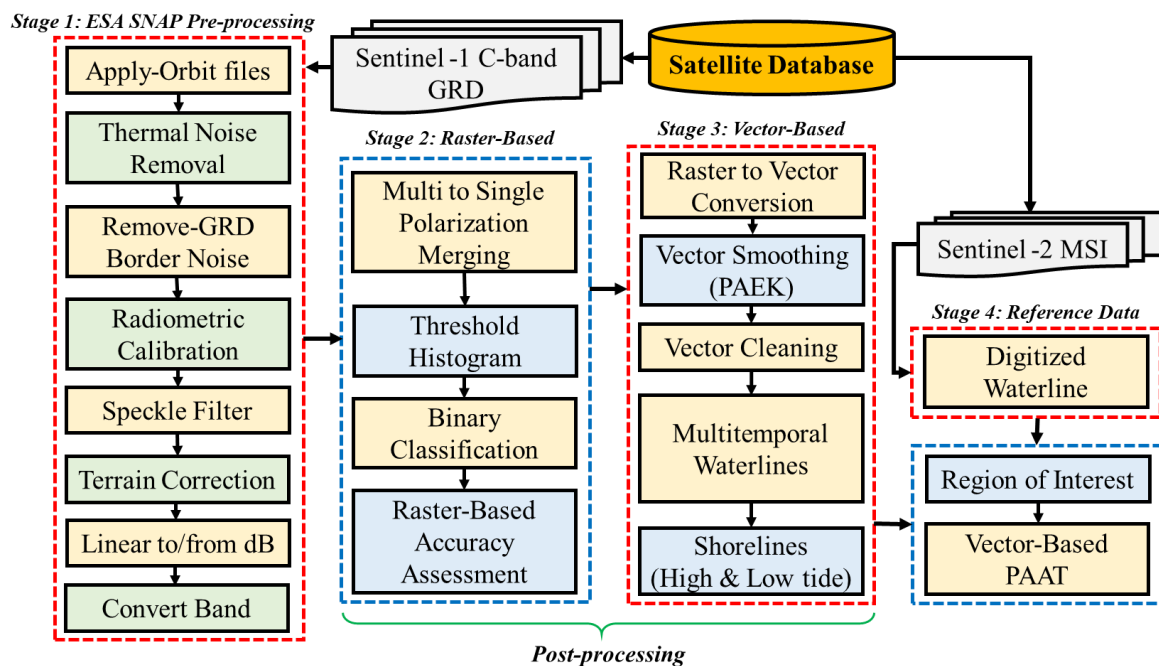 Stage 1: ESA SNAP Pre-processing
Apply-Orbit files
Thermal Noise
Removal
Remove-GRD
Border Noise
Radiometric
Calibration
Speckle Filter
Terrain Correction
Linear to/from dB
Convert Band
Sentinel -1 C-band
GRD
Satellite Database
Stage 2: Raster-Based
Multi to Single
Polarization
Merging
Threshold
Histogram
Binary
Classification
Raster-Based
Accuracy
Assessment
Stage 3: Vector-Based
Raster to Vector
Conversion
Vector Smoothing
(PAEK)
Vector Cleaning
Multitemporal
Waterlines
Shorelines
(High & Low tide)
Sentinel -2 MSI
Stage 4: Reference Data
Digitized
Waterline
Region of Interest
Vector-Based
PAAT
Post-processing